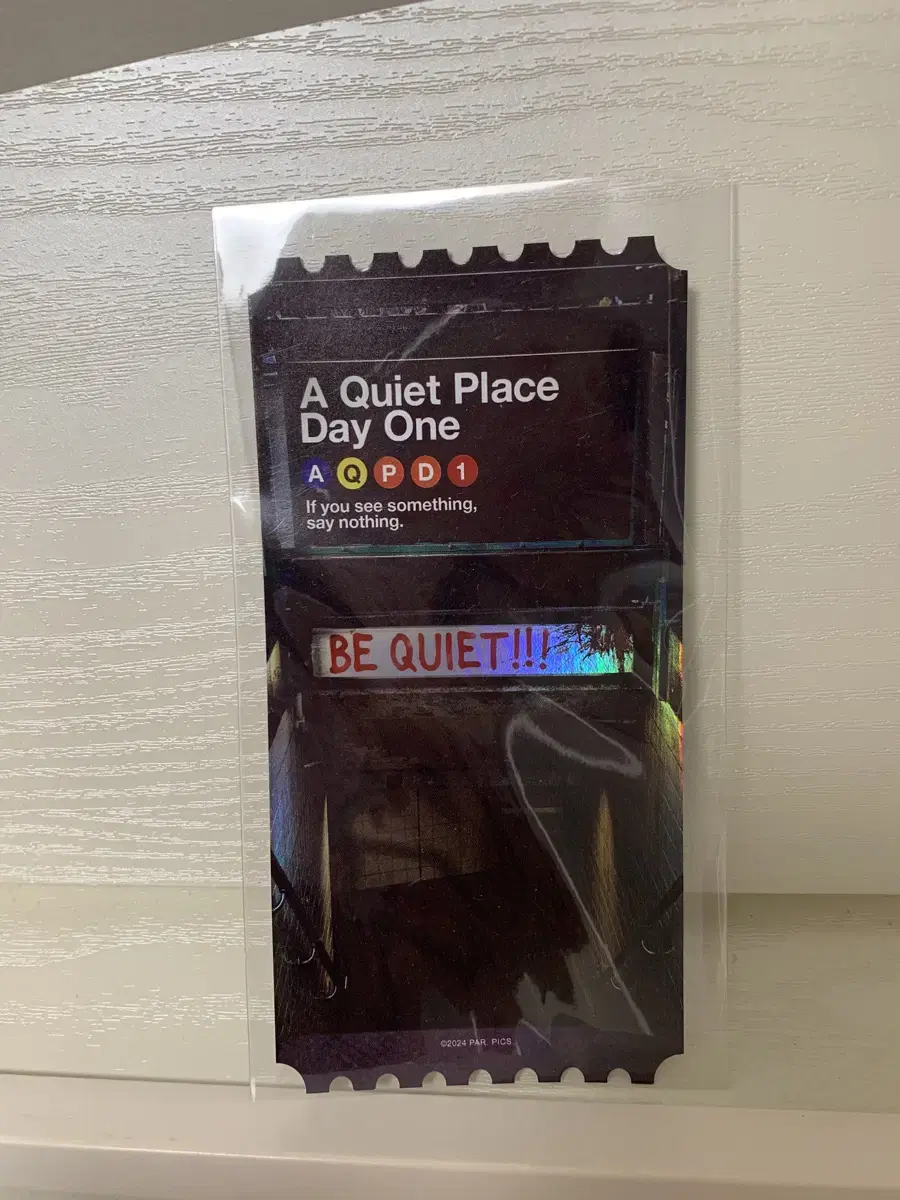 A Quiet Place
Day One
A Q P D 1
If you see something,
say nothing.
BE QUIET!!!
©2024 PAR. PICS